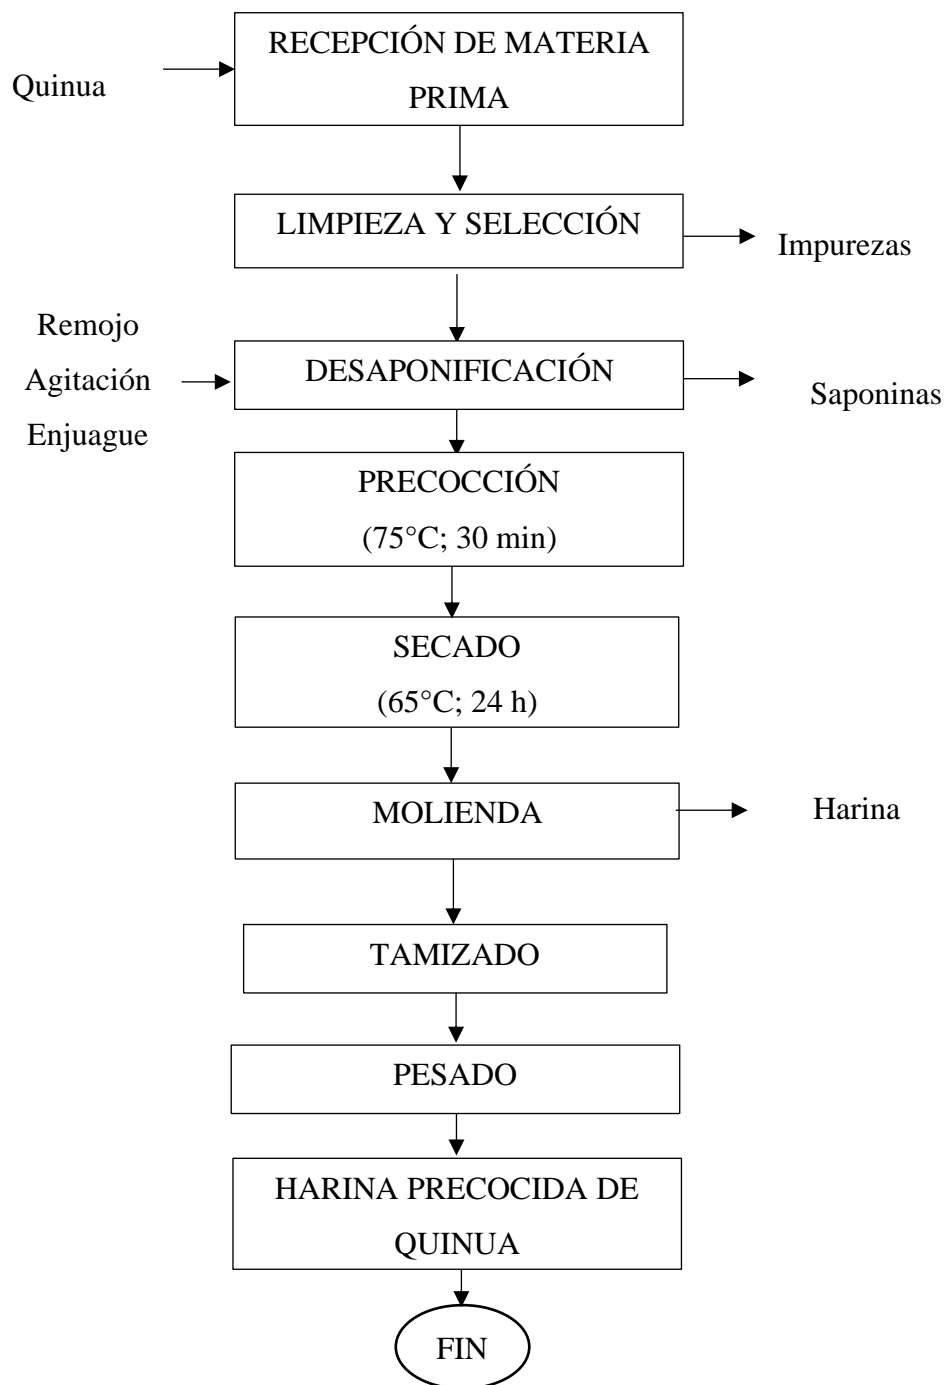 RECEPCIÓN DE MATERIA
PRIMA
Quinua
LIMPIEZA Y SELECCIÓN
Impurezas
Remojo
Agitación
Enjuague
DESAPONIFICACIÓN
Saponinas
PRECOCCIÓN
(75°C; 30 min)
SECADO
(65°C; 24 h)
MOLIENDA
Harina
TAMIZADO
PESADO
HARINA PRECOCIDA DE
QUINUA
FIN